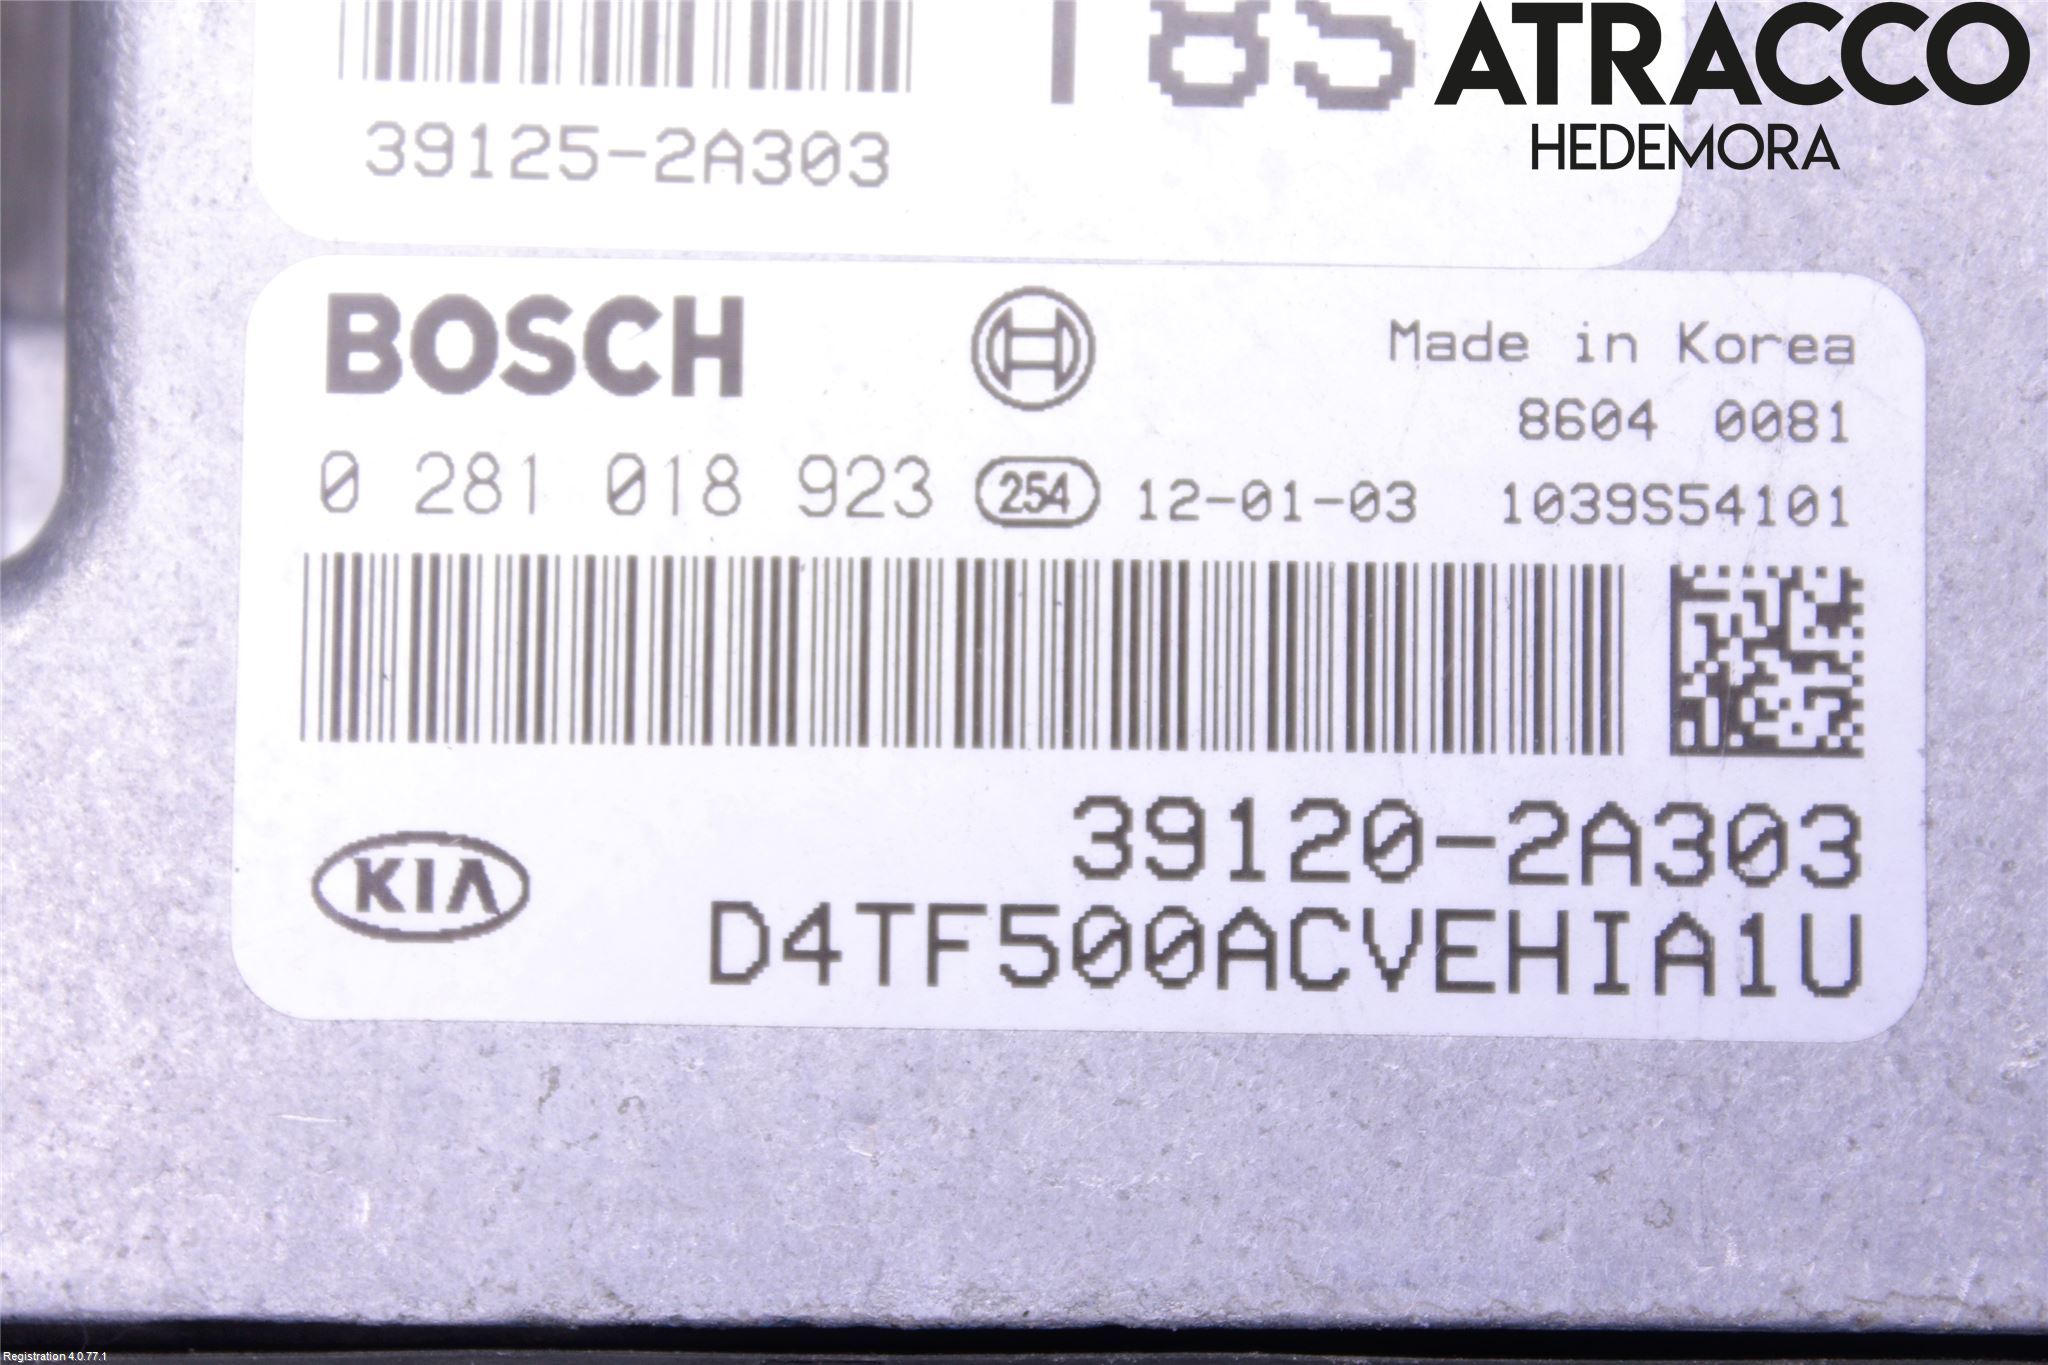 T8S
ATRACCO
HEDEMORA
39125-2A303
BOSCH
Made in Korea
8604 0081
0 281 018 923 254 12-01-03 1039S54101
39120-2A303
KIA
D4TF500ACVEHIA1U
Registration 4.0.77.1